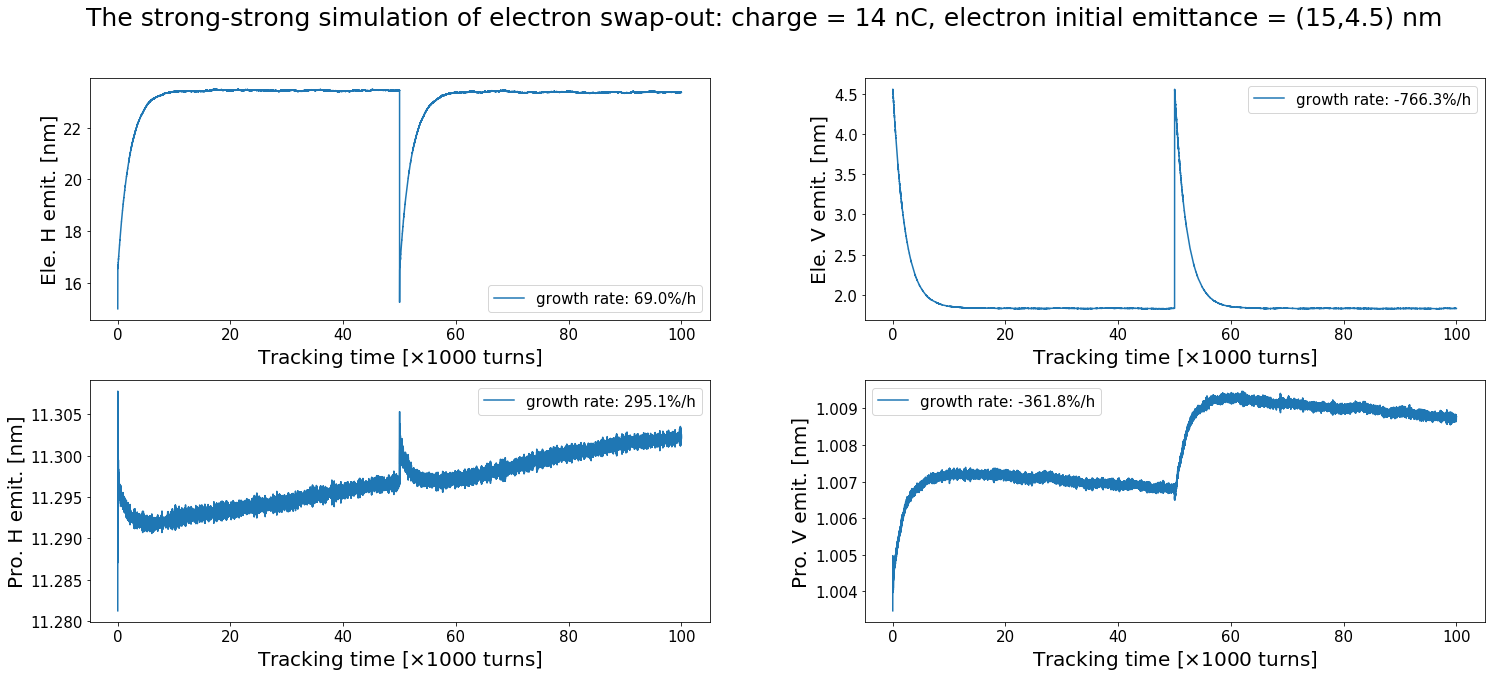 The strong-strong simulation of electron swap-out: charge = 14 nC, electron initial emittance = (15,4.5) nm
Ele. H emit. [nm]
22
20
18
16
growth rate: 69.0%/h
0 20 40 60 80 100
Tracking time [×1000 turns]
Ele. V emit. [nm]
4.5
4.0
3.5
3.0
2.5
2.0
growth rate: -766.3%/h
0 20 40 60 80 100
Tracking time [×1000 turns]
Pro. H emit. [nm]
11.305
11.300
11.295
11.290
11.285
11.280
growth rate: 295.1%/h
0 20 40 60 80 100
Tracking time [×1000 turns]
Pro. V emit. [nm]
1.009
1.008
1.007
1.006
1.005
1.004
growth rate: -361.8%/h
0 20 40 60 80 100
Tracking time [×1000 turns]